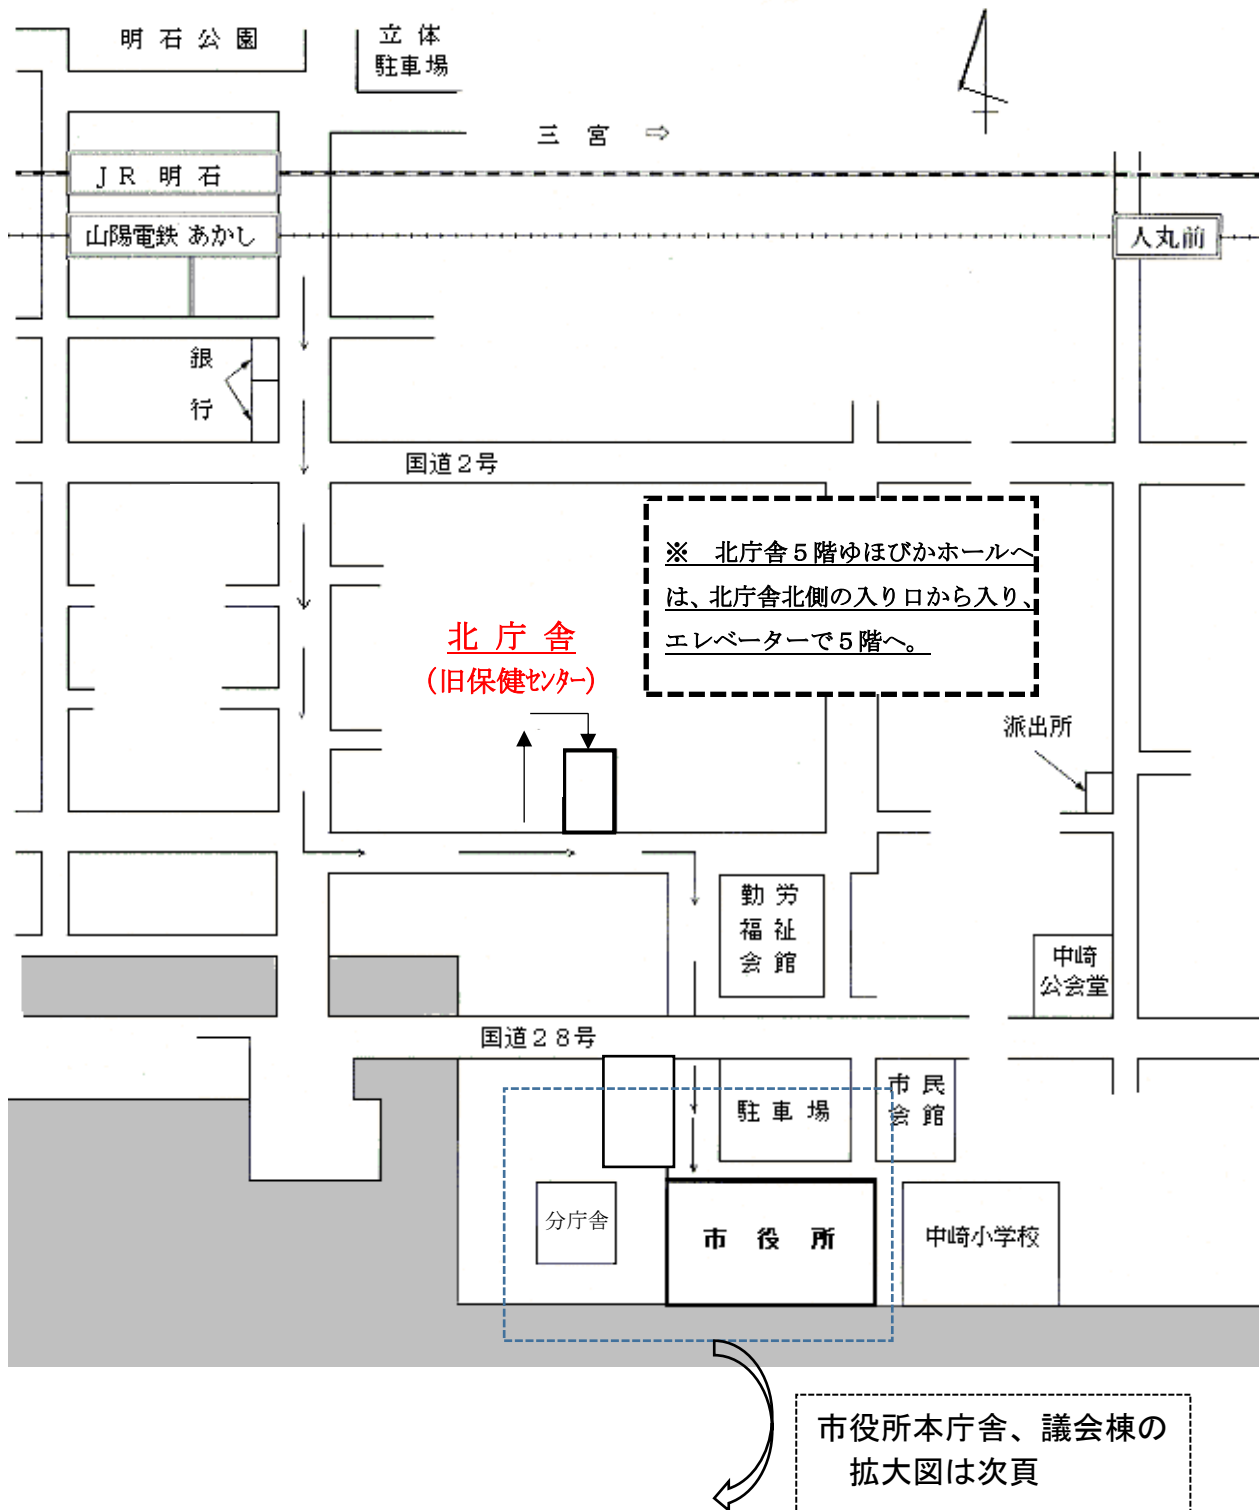 明石公園
立体
駐車場
三宮 ⇨
ＪＲ 明石
山陽電鉄 あかし
人丸前
銀
行
国道２号
※　北庁舎５階ゆほびかホールへ
は、北庁舎北側の入り口から入り、
エレベーターで５階へ。
北庁舎
（旧保健ｾﾝﾀｰ）
派出所
勤労
福祉
会館
中崎
公会堂
国道２８号
駐車場
市民
会館
分庁舎
市役所
中崎小学校
市役所本庁舎、議会棟の
拡大図は次頁